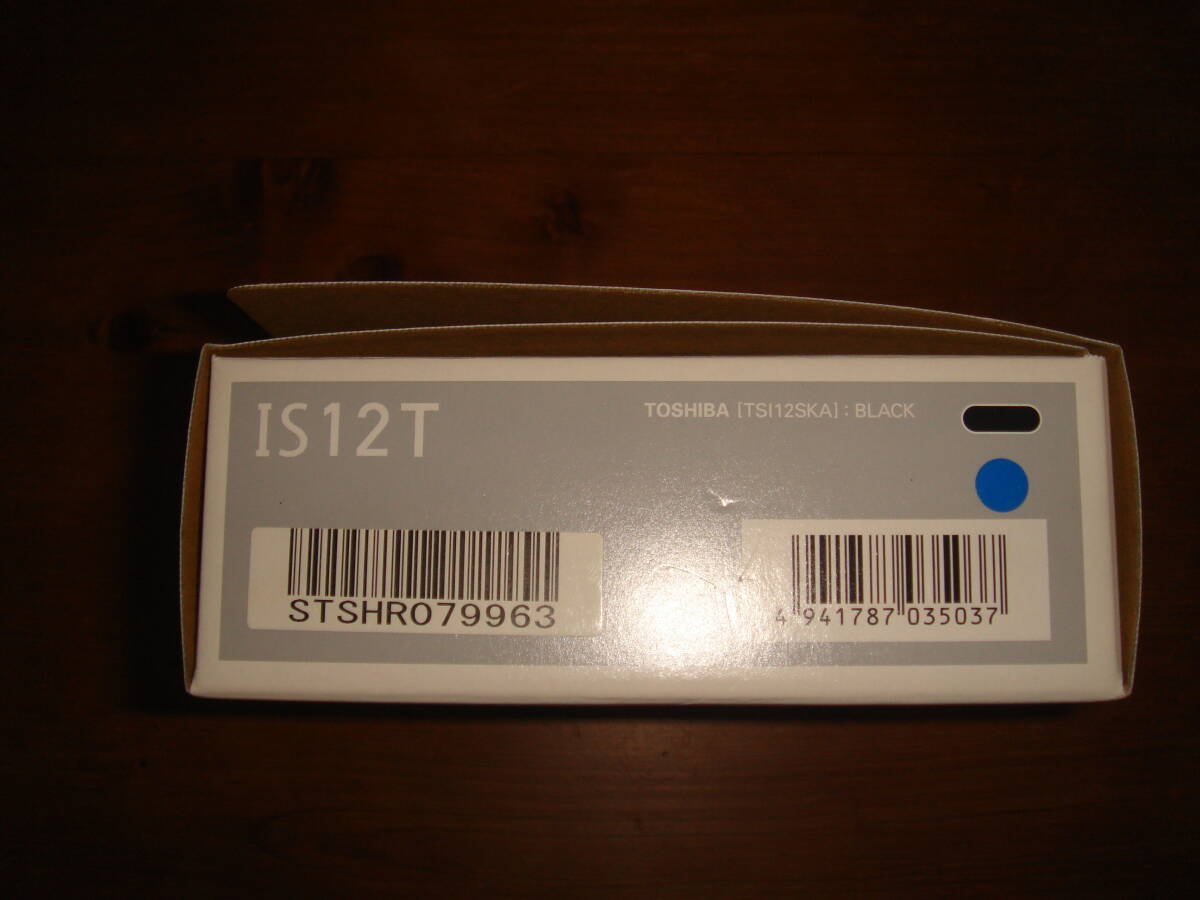 IS12T
TOSHIBA [TSI12SKA] : BLACK
STSHR079963
4 941787 035037